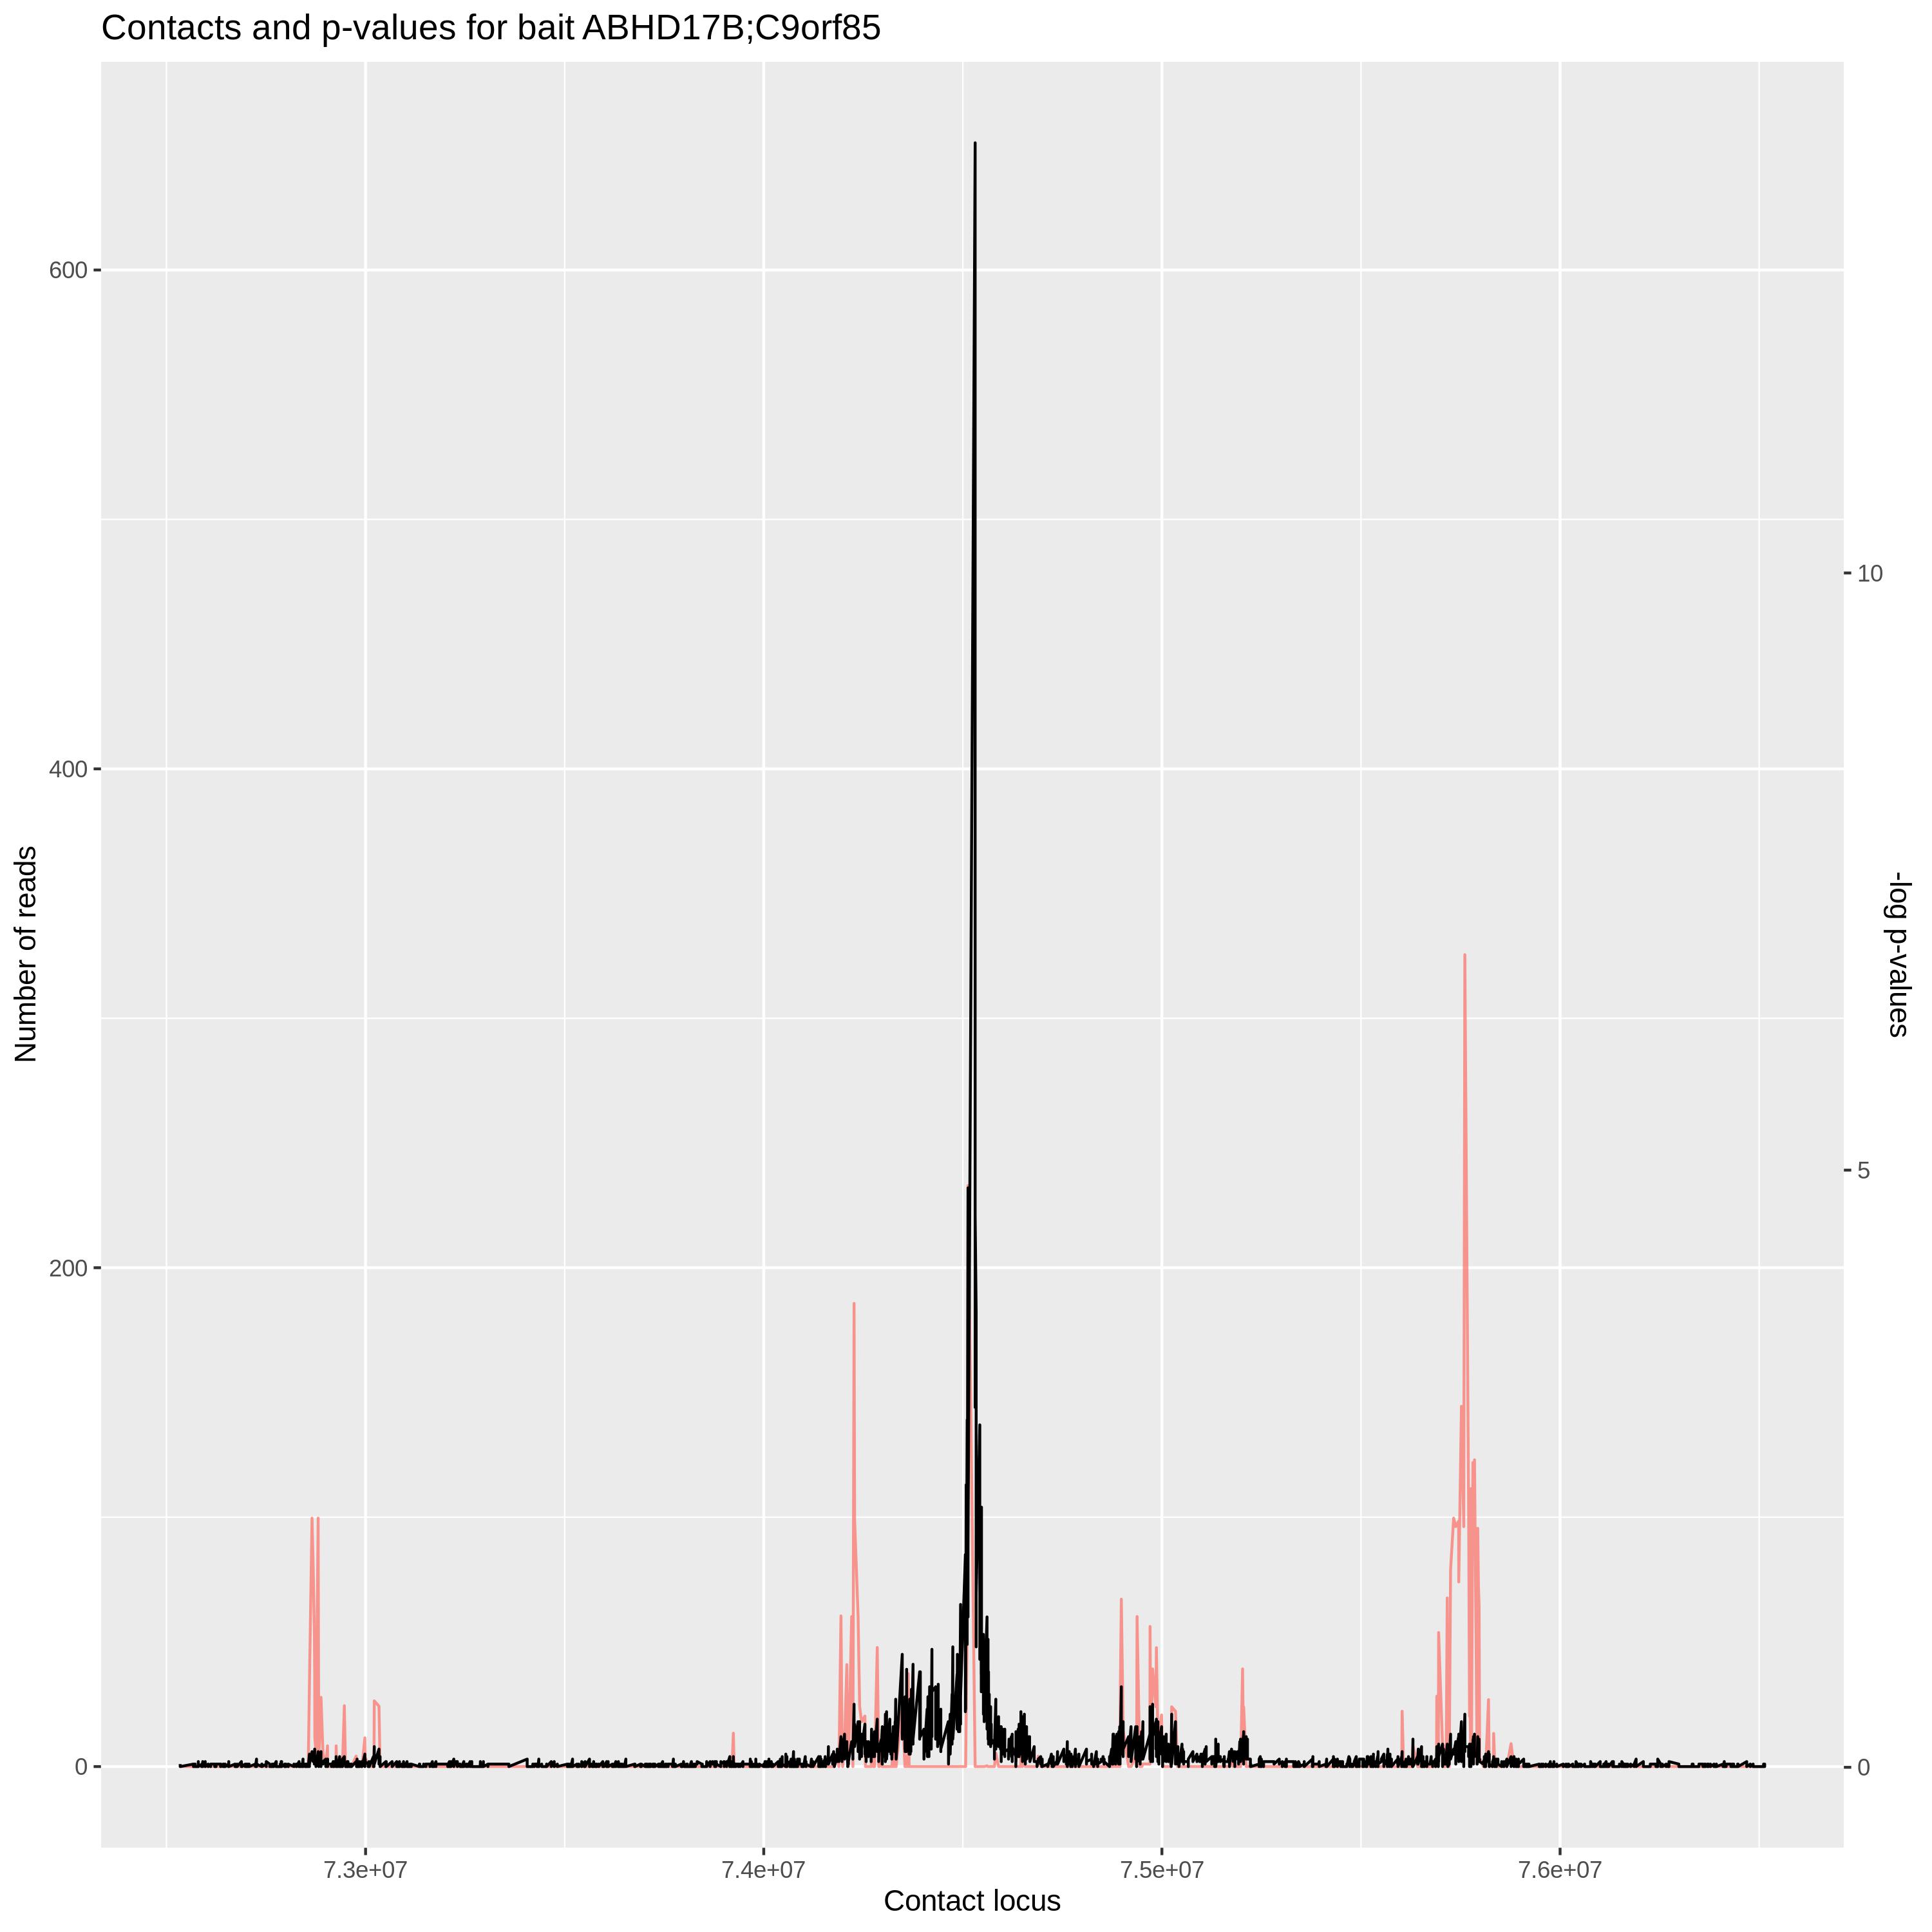 Contacts and p-values for bait ABHD17B;C9orf85
600
400
200
0
Number of reads
10
5
0
-log p-values
7.3e+07 7.4e+07 7.5e+07 7.6e+07
Contact locus